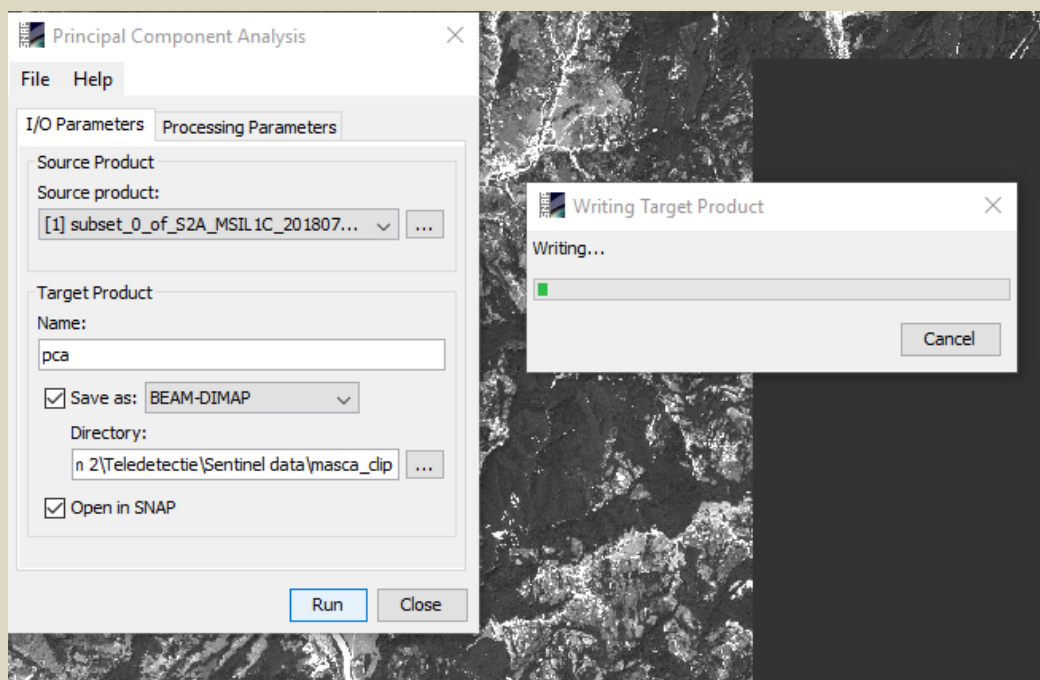 Principal Component Analysis
File Help
I/O Parameters Processing Parameters
Source Product
Source product:
[1] subset_0_of_S2A_MSIL1C_201807... ...
Target Product
Name:
pca
Save as: BEAM-DIMAP
Directory:
n 2\Teledetectie\Sentinel data\masca_clip ...
Open in SNAP
Run Close
Writing Target Product
Writing...
Cancel